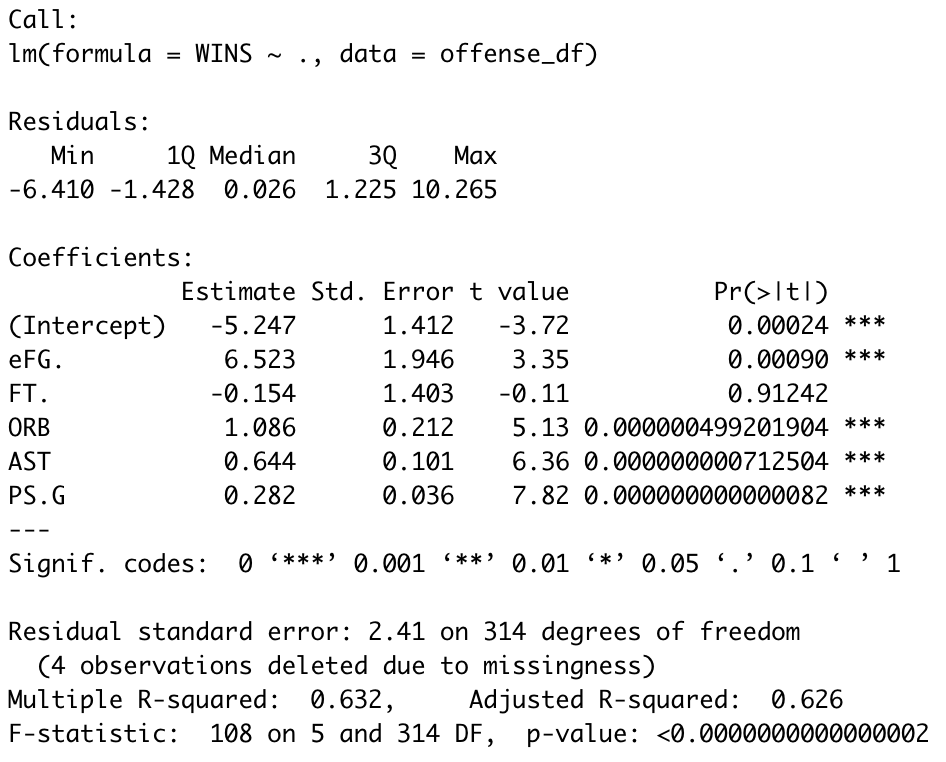 Call:
lm(formula = WINS ~ ., data = offense_df)

Residuals:
   Min     1Q Median     3Q    Max
-6.410 -1.428  0.026  1.225 10.265

Coefficients:
            Estimate Std. Error t value          Pr(>|t|)
(Intercept)   -5.247      1.412   -3.72           0.00024 ***
eFG.           6.523      1.946    3.35           0.00090 ***
FT.           -0.154      1.403   -0.11           0.91242
ORB            1.086      0.212    5.13 0.000000499201904 ***
AST            0.644      0.101    6.36 0.000000000712504 ***
PS.G           0.282      0.036    7.82 0.000000000000082 ***
---
Signif. codes:  0 ‘***’ 0.001 ‘**’ 0.01 ‘*’ 0.05 ‘.’ 0.1 ‘ ’ 1

Residual standard error: 2.41 on 314 degrees of freedom
  (4 observations deleted due to missingness)
Multiple R-squared:  0.632,     Adjusted R-squared:  0.626
F-statistic:  108 on 5 and 314 DF,  p-value: <0.0000000000000002